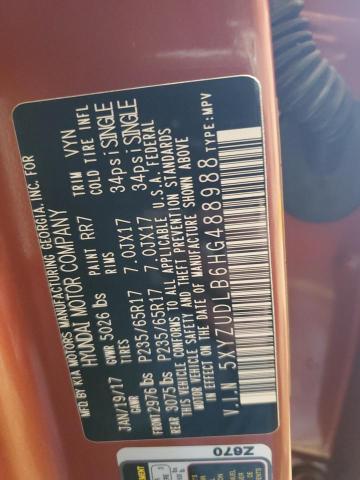 MFD BY KIA MOTORS MANUFACTURING GEORGIA, INC. FOR
HYUNDAI MOTOR COMPANY
PAINT RR7 TRIM VYN
JAN/19/17 GVWR 5026 lbs
GAWR TIRES COLD TIRE INFL
FRONT 2976 lbs P235/65R17 7.0JX17 34psi SINGLE
REAR 3075 lbs P235/65R17 7.0JX17 34psi SINGLE
THIS VEHICLE CONFORMS TO ALL APPLICABLE U.S.A. FEDERAL
MOTOR VEHICLE SAFETY AND THEFT PREVENTION STANDARDS IN
EFFECT ON THE DATE OF MANUFACTURE SHOWN ABOVE.
V.I.N 5XYZUDLB6HG488988 TYPE:MPV
Z670